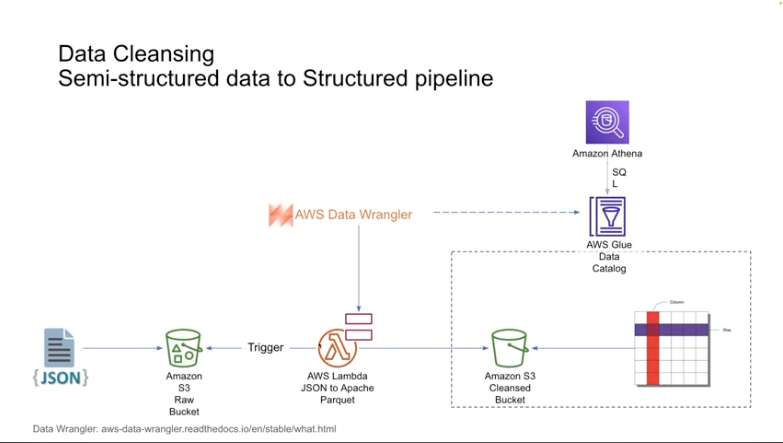 Data Cleansing
Semi-structured data to Structured pipeline
Amazon Athena
SQ
L
AWS Data Wrangler
AWS Glue
Data
Catalog
Column
Row
{JSON}
Trigger
Amazon
S3
Raw
Bucket
AWS Lambda
JSON to Apache
Parquet
Amazon S3
Cleansed
Bucket
Data Wrangler: aws-data-wrangler.readthedocs.io/en/stable/what.html